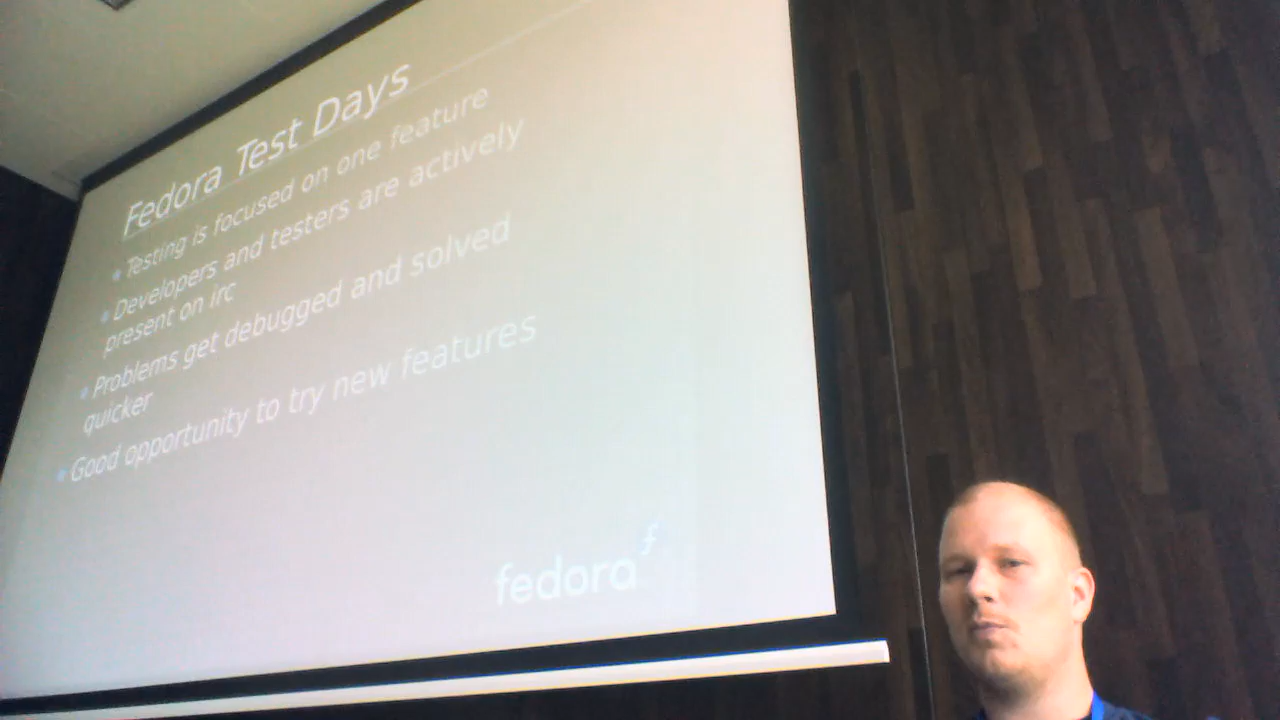 Fedora Test Days
Testing is focused on one feature
Developers and testers are actively
present on irc
Problems get debugged and solved
quicker
Good opportunity to try new features
fedora f